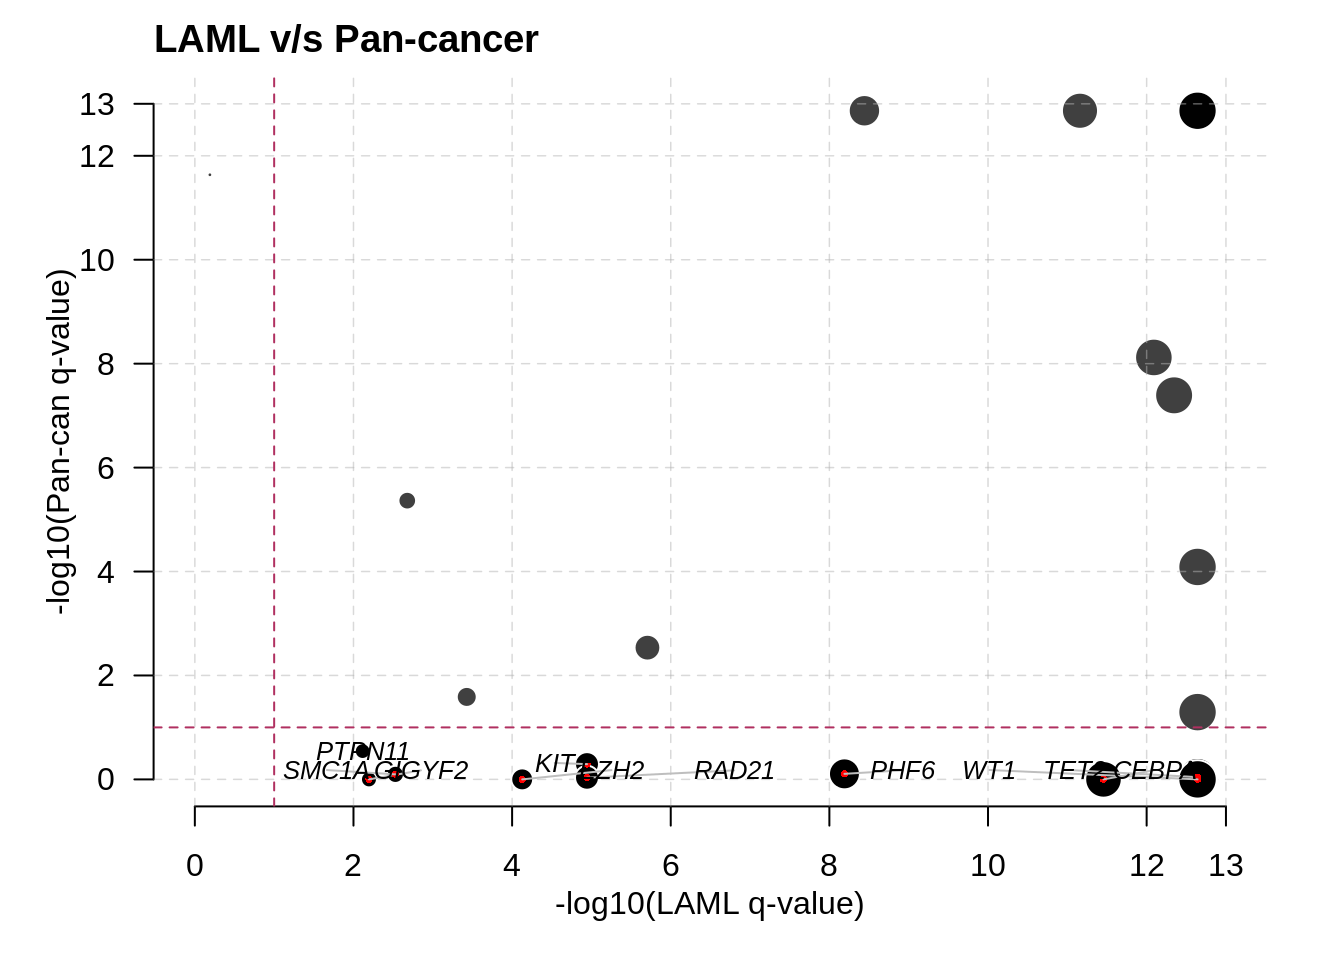 LAML v/s Pan-cancer
13
12
10
8
6
4
2
0
-log10(Pan-can q-value)
PTPN11
SMC1A GIGYF2
KIT EZH2 RAD21 PHF6 WT1 TET2 CEBPA
0 2 4 6 8 10 12 13
-log10(LAML q-value)